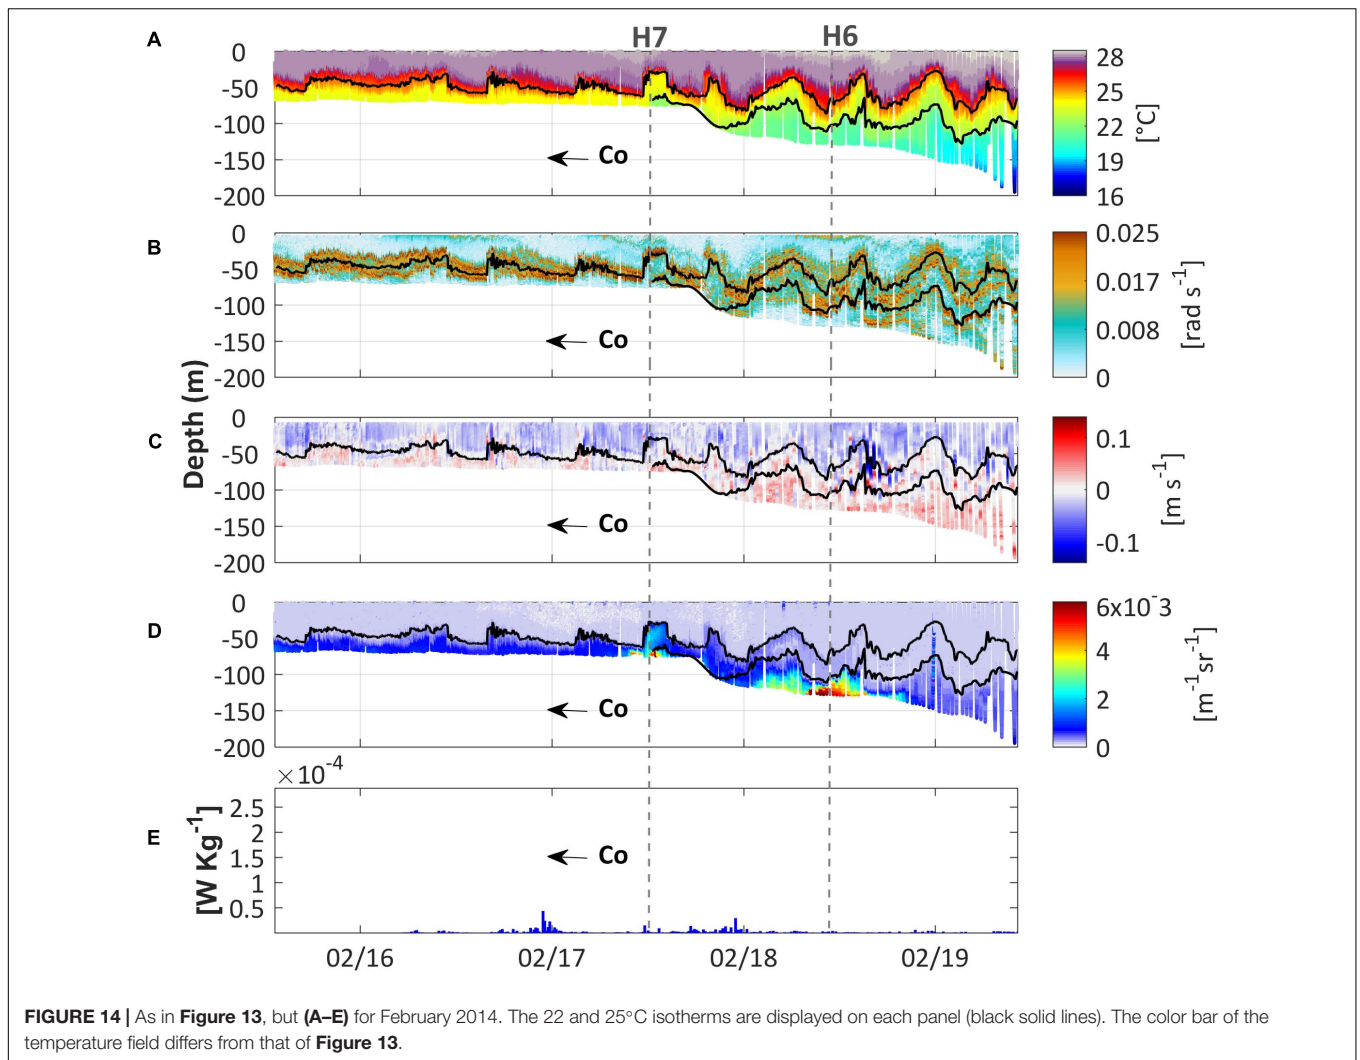 H7 H6
A
0
-50
-100
-150
-200
Co
28
25
22
19
16
[°C]
B
0
-50
-100
-150
-200
Co
0.025
0.017
0.008
0
[rad s⁻¹]
Depth (m)
C
0
-50
-100
-150
-200
Co
0.1
0
-0.1
[m s⁻¹]
D
0
-50
-100
-150
-200
Co
6x10⁻3
4
2
0
[m⁻¹sr⁻¹]
×10⁻⁴
E
[W Kg⁻¹]
2.5
2
1.5
1
0.5
Co
02/16 02/17 02/18 02/19
FIGURE 14 | As in Figure 13, but (A–E) for February 2014. The 22 and 25°C isotherms are displayed on each panel (black solid lines). The color bar of the
temperature field differs from that of Figure 13.